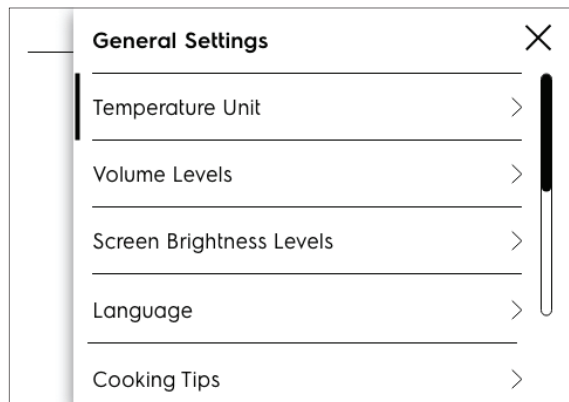 General Settings
Temperature Unit
Volume Levels
Screen Brightness Levels
Language
Cooking Tips